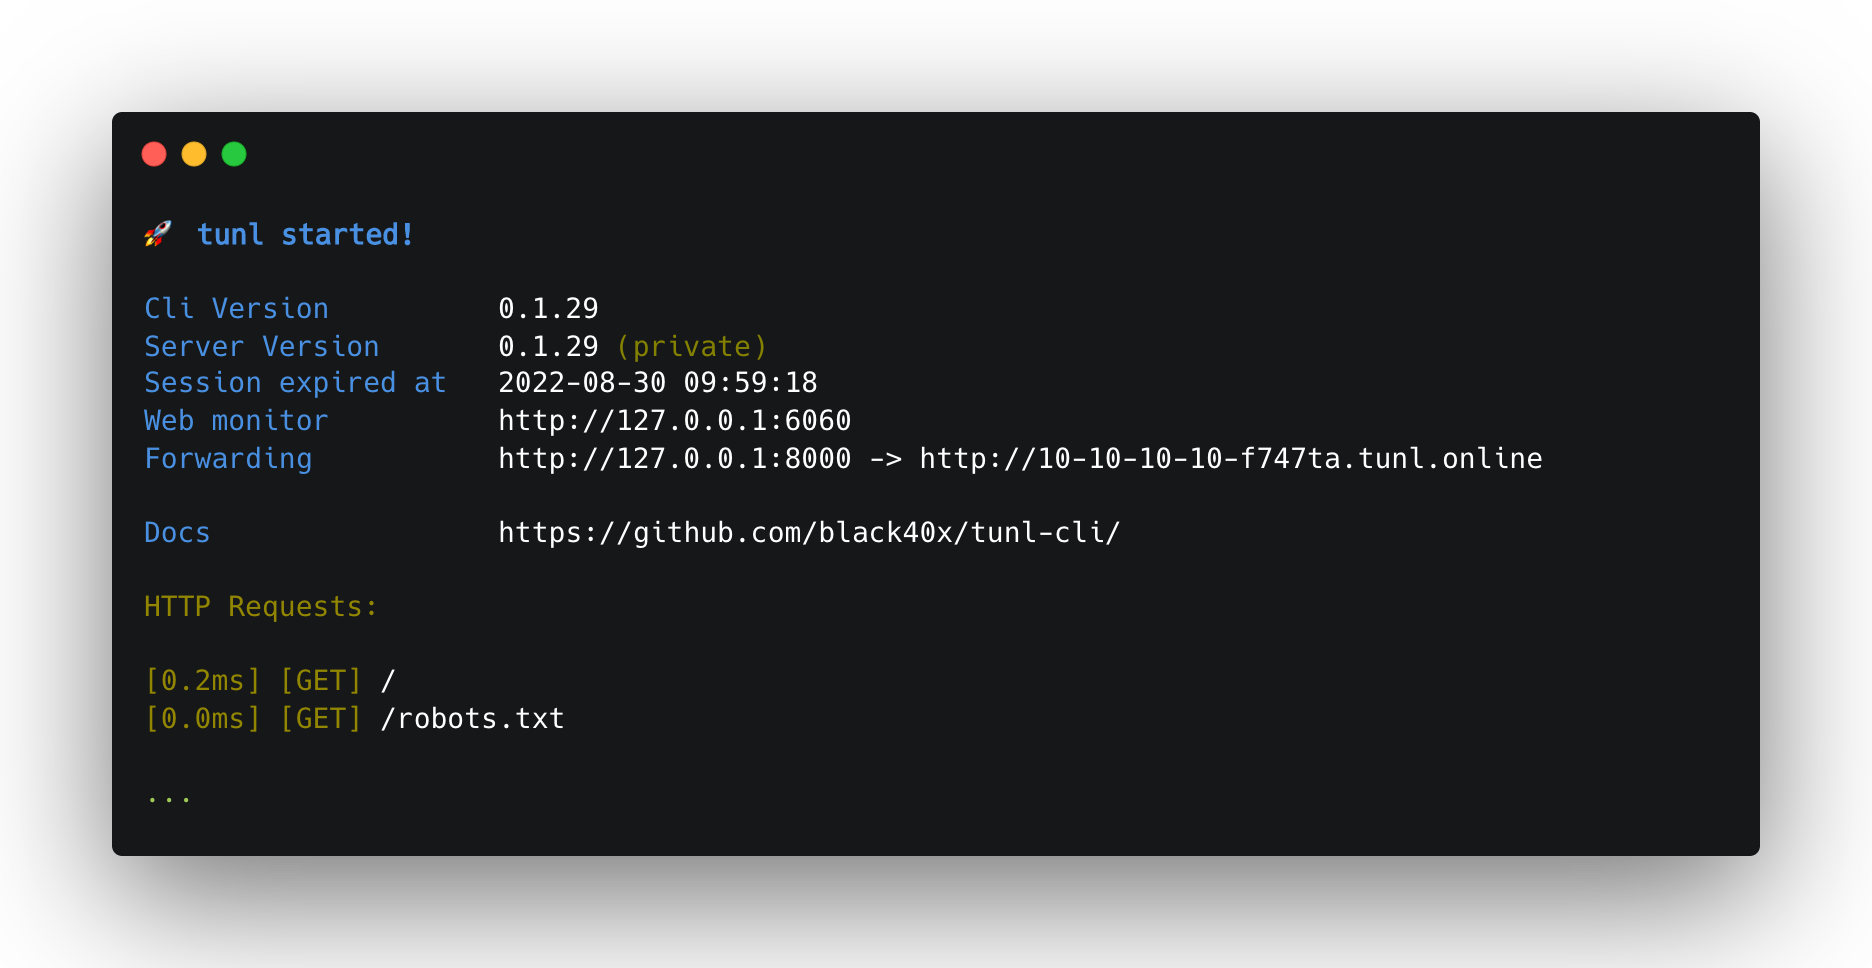 🚀 tunl started!
Cli Version 0.1.29
Server Version 0.1.29 (private)
Session expired at 2022-08-30 09:59:18
Web monitor http://127.0.0.1:6060
Forwarding http://127.0.0.1:8000 -> http://10-10-10-10-f747ta.tunl.online
Docs https://github.com/black40x/tunl-cli/
HTTP Requests:
[0.2ms] [GET] /
[0.0ms] [GET] /robots.txt
...